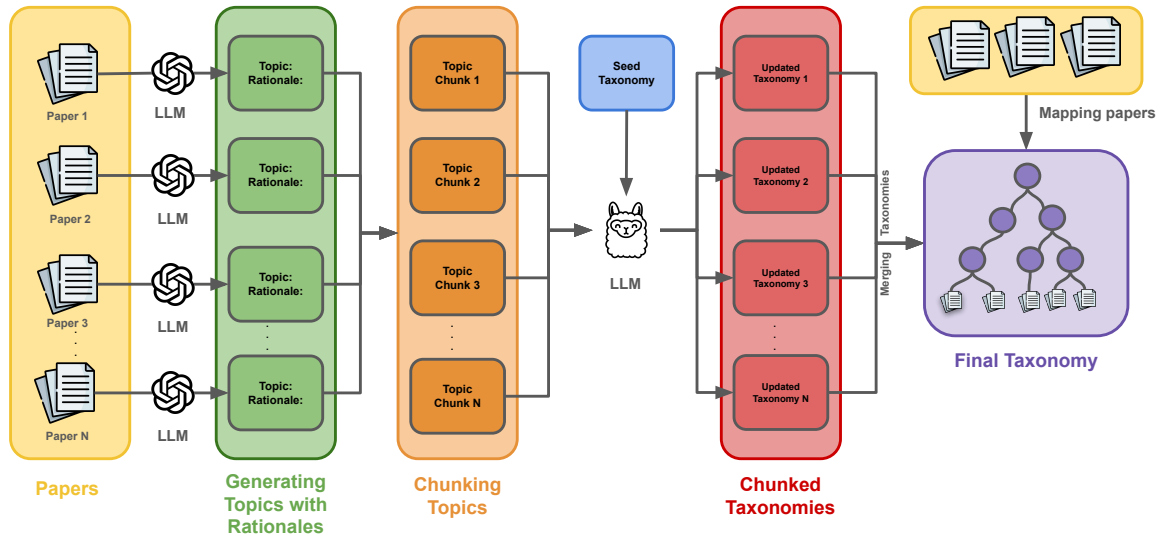 Paper 1
Paper 2
Paper 3
.
.
.
Paper N
Papers
LLM
LLM
LLM
LLM
Topic:
Rationale:
Topic:
Rationale:
Topic:
Rationale:
.
.
.
Topic:
Rationale:
Generating
Topics with
Rationales
Topic
Chunk 1
Topic
Chunk 2
Topic
Chunk 3
.
.
.
Topic
Chunk N
Chunking
Topics
Seed
Taxonomy
LLM
Updated
Taxonomy 1
Updated
Taxonomy 2
Updated
Taxonomy 3
.
.
.
Updated
Taxonomy N
Chunked
Taxonomies
Merging Taxonomies
Mapping papers
Final Taxonomy